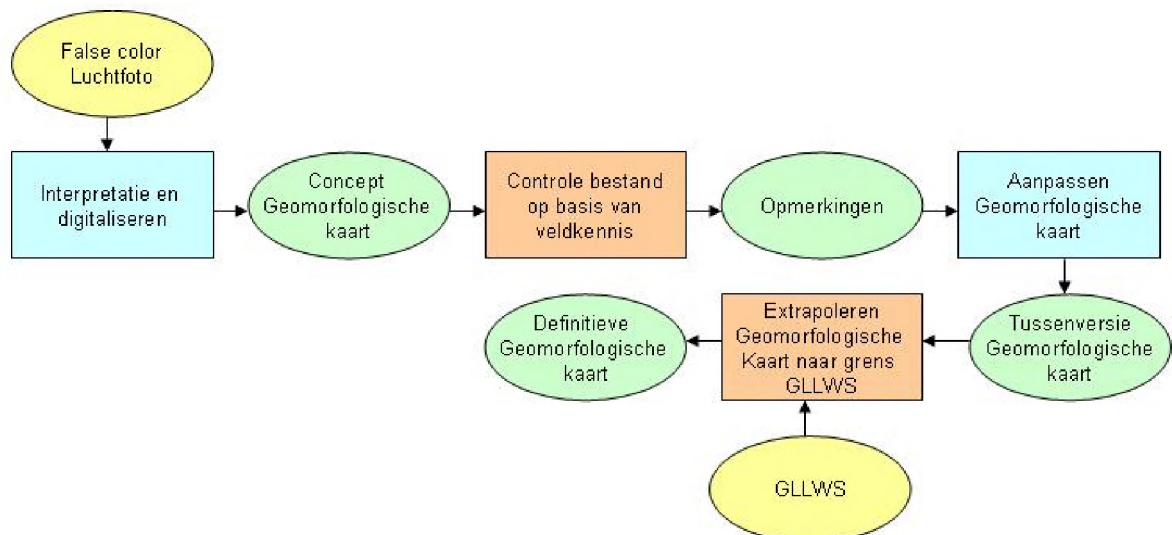 False color
Luchtfoto
Interpretatie en
digitaliseren
Concept
Geomorfologische
kaart
Controle bestand
op basis van
veldkennis
Opmerkingen
Aanpassen
Geomorfologische
kaart
Tussenversie
Geomorfologische
kaart
Extrapoleren
Geomorfologische
Kaart naar grens
GLLWS
Definitieve
Geomorfologische
kaart
GLLWS